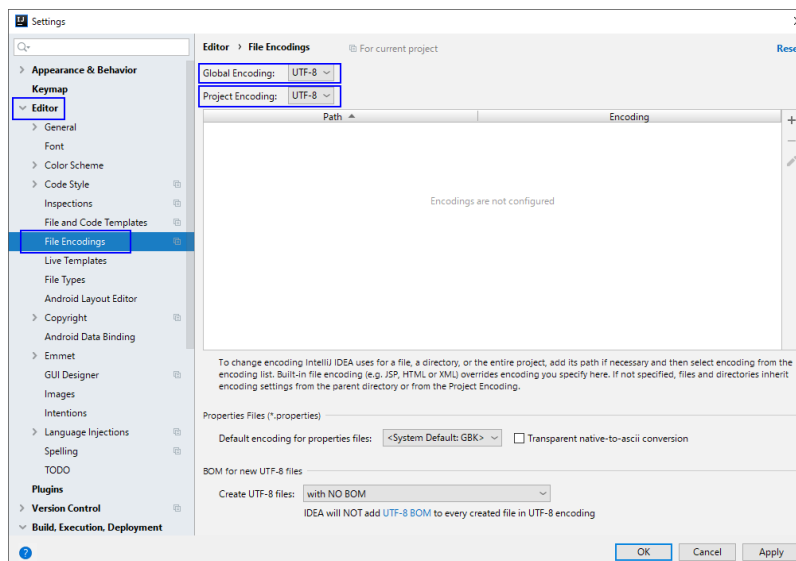 Settings
Editor › File Encodings
For current project
Rese
Appearance & Behavior
Keymap
Editor
General
Font
Color Scheme
Code Style
Inspections
File and Code Templates
File Encodings
Live Templates
File Types
Android Layout Editor
Copyright
Android Data Binding
Emmet
GUI Designer
Images
Intentions
Language Injections
Spelling
TODO
Plugins
Version Control
Build, Execution, Deployment
Global Encoding: UTF-8
Project Encoding: UTF-8
Path Encoding
Encodings are not configured
To change encoding IntelliJ IDEA uses for a file, a directory, or the entire project, add its path if necessary and then select encoding from the
encoding list. Built-in file encoding (e.g. JSP, HTML or XML) overrides encoding you specify here. If not specified, files and directories inherit
encoding settings from the parent directory or from the Project Encoding.
Properties Files (*.properties)
Default encoding for properties files: <System Default: GBK> Transparent native-to-ascii conversion
BOM for new UTF-8 files
Create UTF-8 files: with NO BOM
IDEA will NOT add UTF-8 BOM to every created file in UTF-8 encoding
? OK Cancel Apply